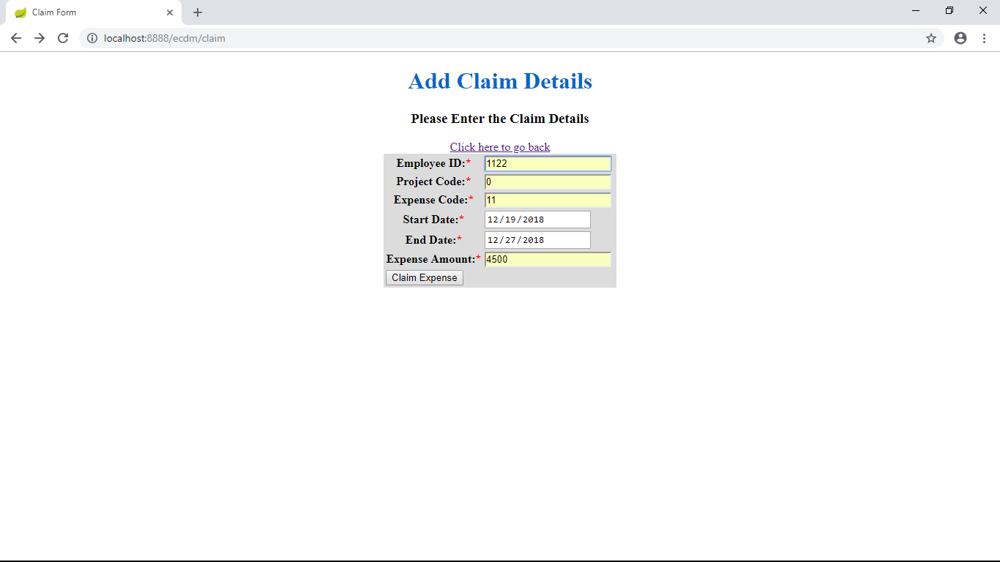 Claim Form
localhost:8888/ecdm/claim
Add Claim Details
Please Enter the Claim Details
Click here to go back
Employee ID:* 1122
Project Code:* 0
Expense Code:* 11
Start Date:* 12/19/2018
End Date:* 12/27/2018
Expense Amount:* 4500
Claim Expense